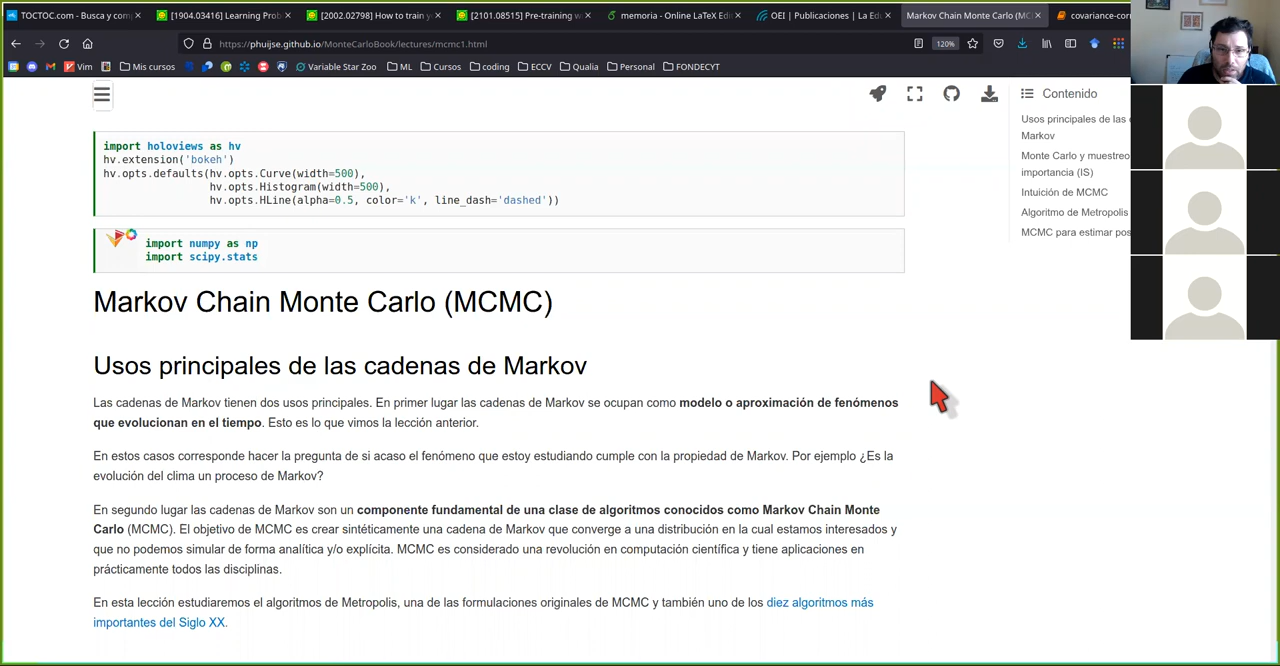 TOCTOC.com - Busca y comp
[1904.03416] Learning Prob
[2002.02798] How to train y
[2101.08515] Pre-training w
memoria - Online LaTeX Edi
OEI | Publicaciones | La Edu
Markov Chain Monte Carlo (MC
covariance-corr
https://phuijse.github.io/MonteCarloBook/lectures/mcmc1.html
120%
Vim
Mis cursos
Variable Star Zoo
ML
Cursos
coding
ECCV
Qualia
Personal
FONDECYT
Contenido
Usos principales de las
Markov
Monte Carlo y muestreo
importancia (IS)
Intuición de MCMC
Algoritmo de Metropolis
MCMC para estimar pos
import holoviews as hv
hv.extension('bokeh')
hv.opts.defaults(hv.opts.Curve(width=500),
hv.opts.Histogram(width=500),
hv.opts.HLine(alpha=0.5, color='k', line_dash='dashed'))
import numpy as np
import scipy.stats
Markov Chain Monte Carlo (MCMC)
Usos principales de las cadenas de Markov
Las cadenas de Markov tienen dos usos principales. En primer lugar las cadenas de Markov se ocupan como modelo o aproximación de fenómenos
que evolucionan en el tiempo. Esto es lo que vimos la lección anterior.
En estos casos corresponde hacer la pregunta de si acaso el fenómeno que estoy estudiando cumple con la propiedad de Markov. Por ejemplo ¿Es la
evolución del clima un proceso de Markov?
En segundo lugar las cadenas de Markov son un componente fundamental de una clase de algoritmos conocidos como Markov Chain Monte
Carlo (MCMC). El objetivo de MCMC es crear sintéticamente una cadena de Markov que converge a una distribución en la cual estamos interesados y
que no podemos simular de forma analítica y/o explícita. MCMC es considerado una revolución en computación científica y tiene aplicaciones en
prácticamente todos las disciplinas.
En esta lección estudiaremos el algoritmos de Metropolis, una de las formulaciones originales de MCMC y también uno de los diez algoritmos más
importantes del Siglo XX.